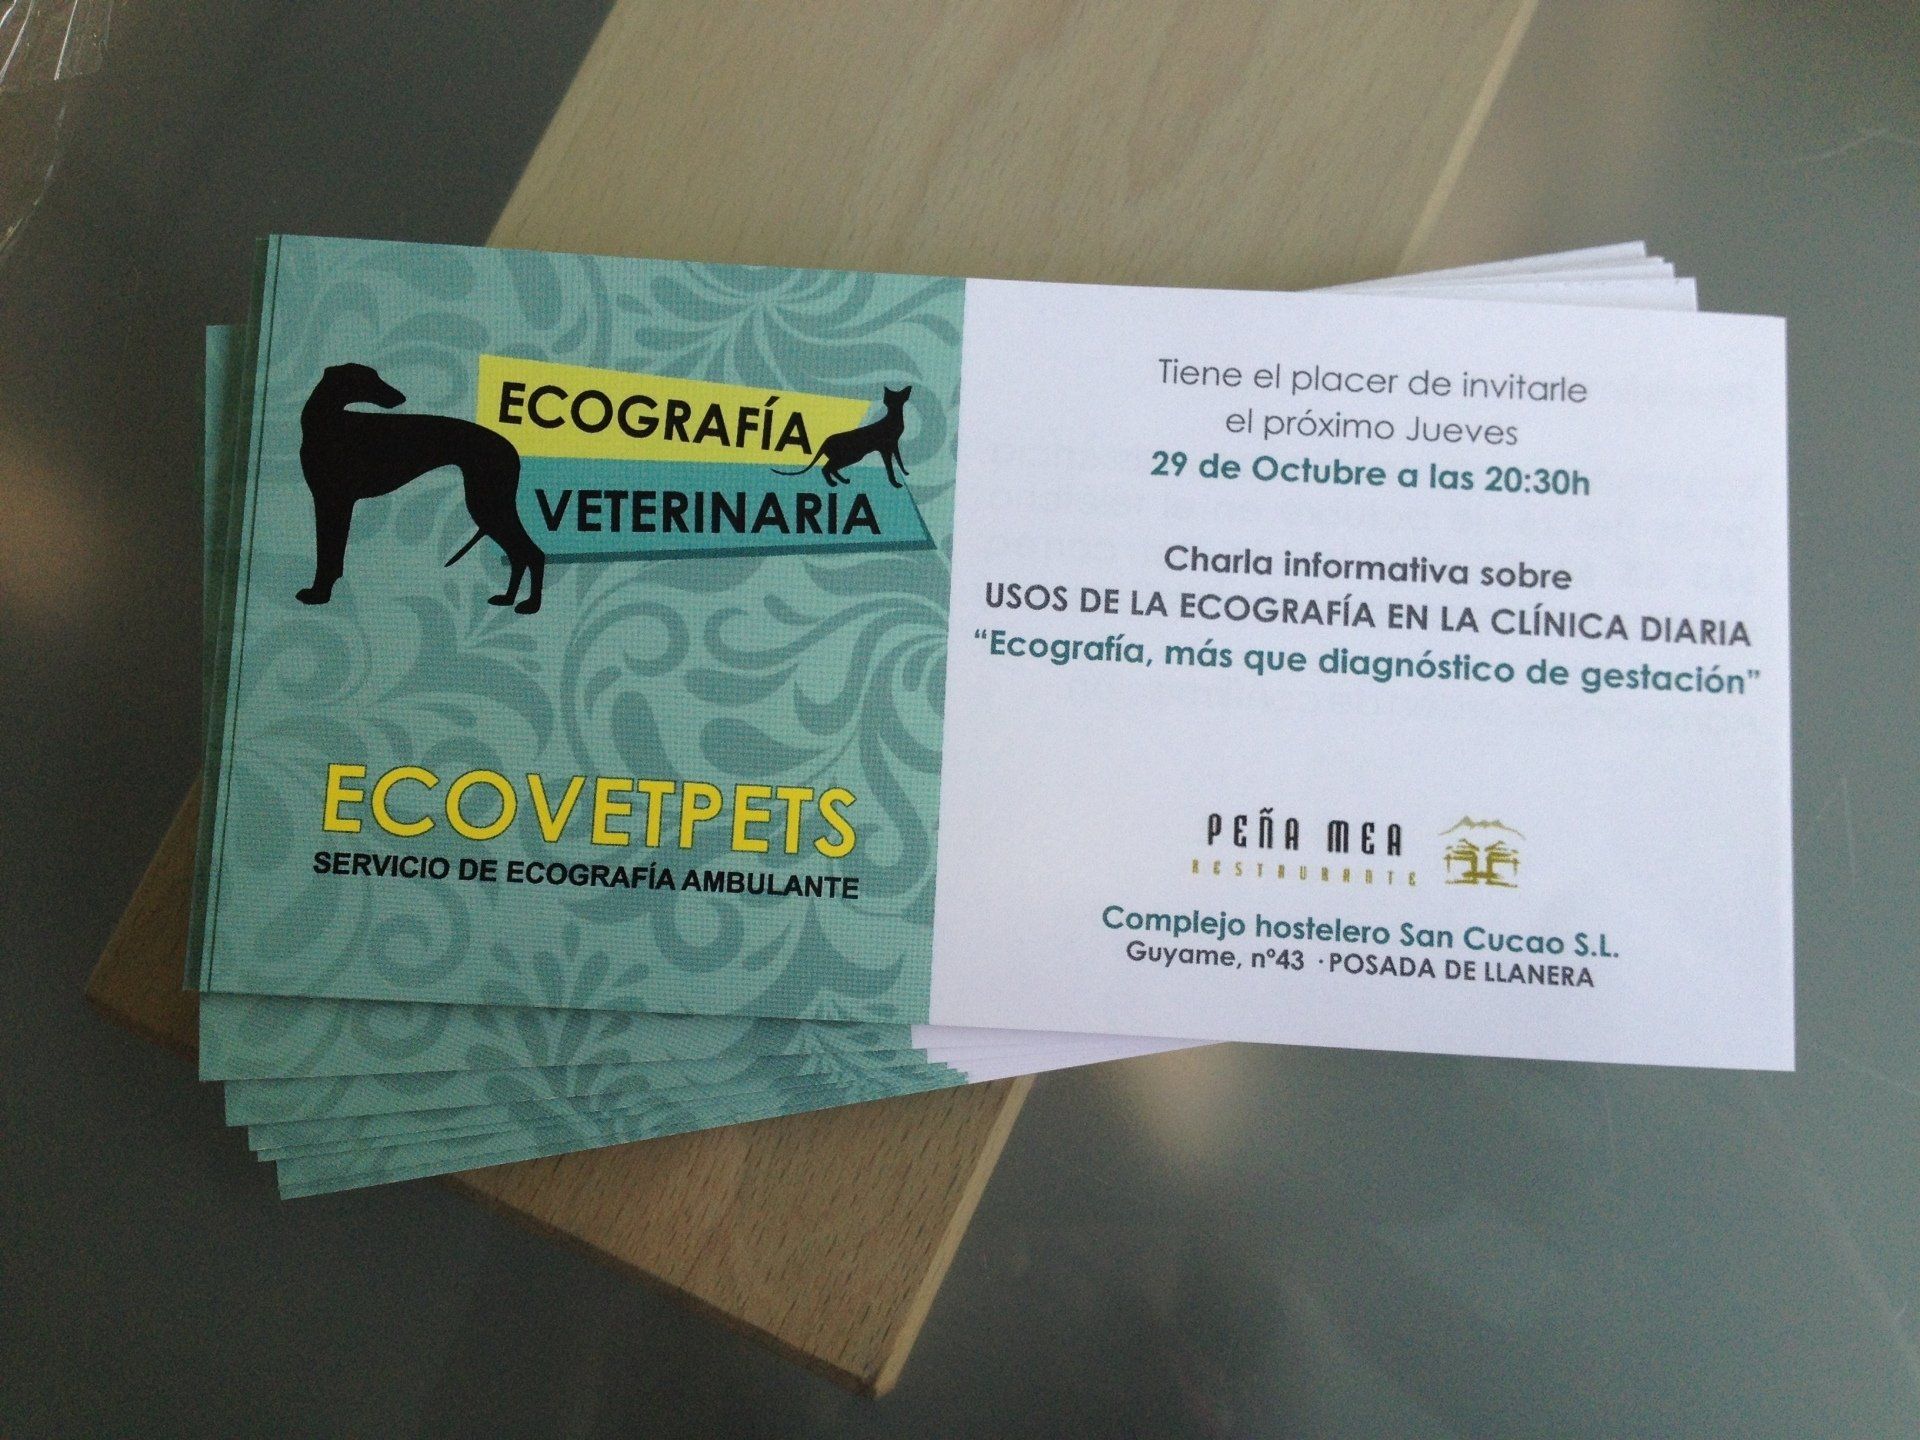 ECOGRAFÍA
VETERINARIA
ECOVETPETS
SERVICIO DE ECOGRAFÍA AMBULANTE
Tiene el placer de invitarle
el próximo Jueves
29 de Octubre a las 20:30h
Charla informativa sobre
USOS DE LA ECOGRAFÍA EN LA CLÍNICA DIARIA
“Ecografía, más que diagnóstico de gestación”
PEÑA MEA
RESTAURANTE
Complejo hostelero San Cucao S.L.
Guyame, nº43 · POSADA DE LLANERA